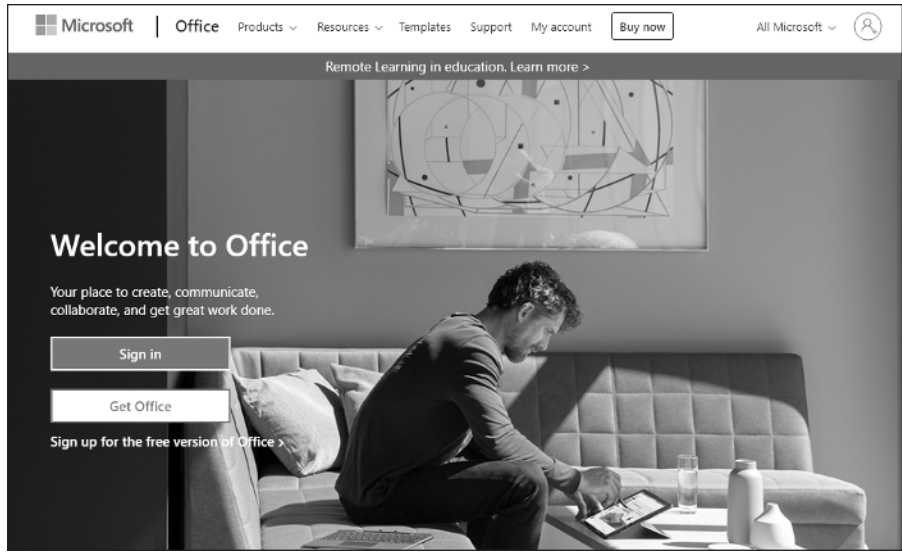 Microsoft Office Products Resources Templates Support My account Buy now All Microsoft
Remote Learning in education. Learn more >
Welcome to Office
Your place to create, communicate,
collaborate, and get great work done.
Sign in
Get Office
Sign up for the free version of Office >